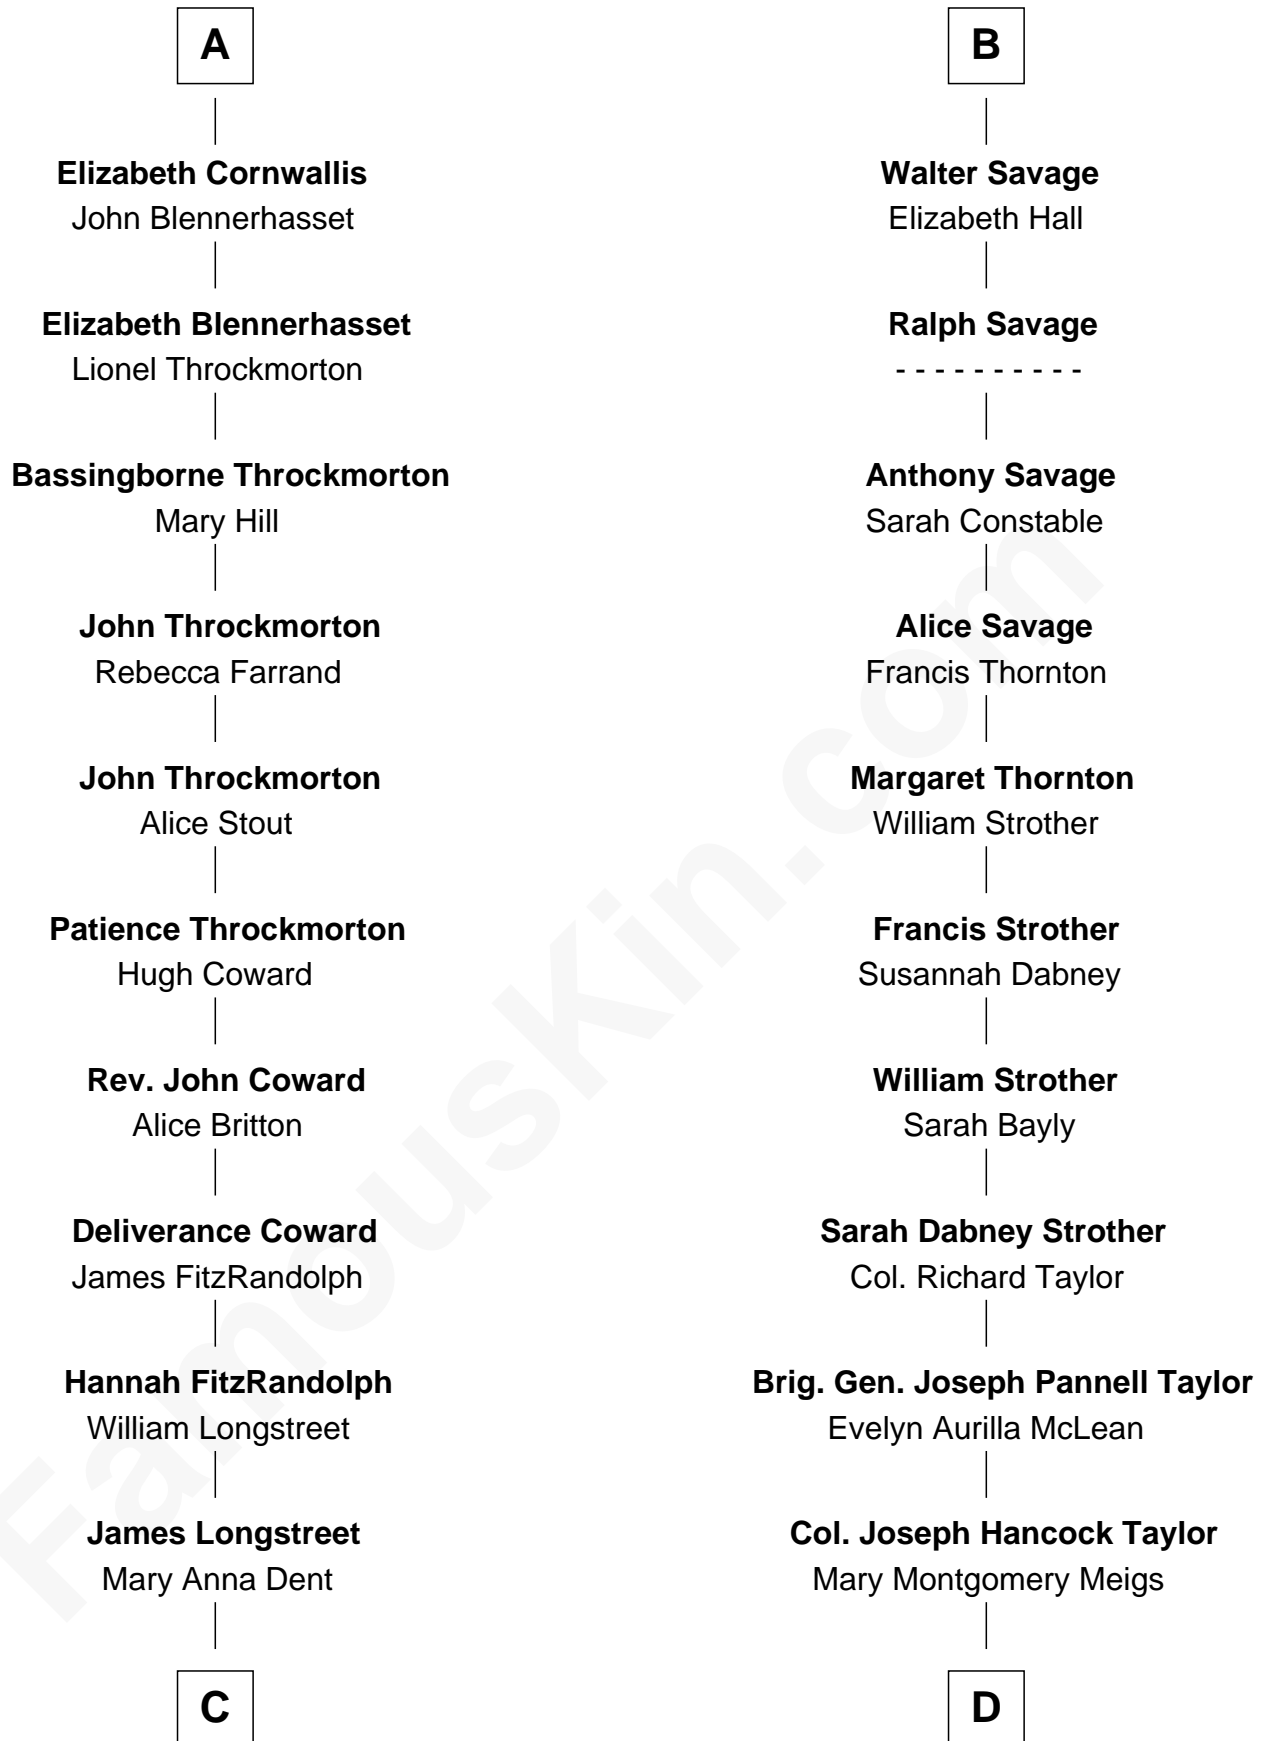 A
Elizabeth Cornwallis
John Blennerhasset
Elizabeth Blennerhasset
Lionel Throckmorton
Bassingborne Throckmorton
Mary Hill
John Throckmorton
Rebecca Farrand
John Throckmorton
Alice Stout
Patience Throckmorton
Hugh Coward
Rev. John Coward
Alice Britton
Deliverance Coward
James FitzRandolph
Hannah FitzRandolph
William Longstreet
James Longstreet
Mary Anna Dent
C
B
Walter Savage
Elizabeth Hall
Ralph Savage
- - - - - - - - - -
Anthony Savage
Sarah Constable
Alice Savage
Francis Thornton
Margaret Thornton
William Strother
Francis Strother
Susannah Dabney
William Strother
Sarah Bayly
Sarah Dabney Strother
Col. Richard Taylor
Brig. Gen. Joseph Pannell Taylor
Evelyn Aurilla McLean
Col. Joseph Hancock Taylor
Mary Montgomery Meigs
D
FamousKin.com